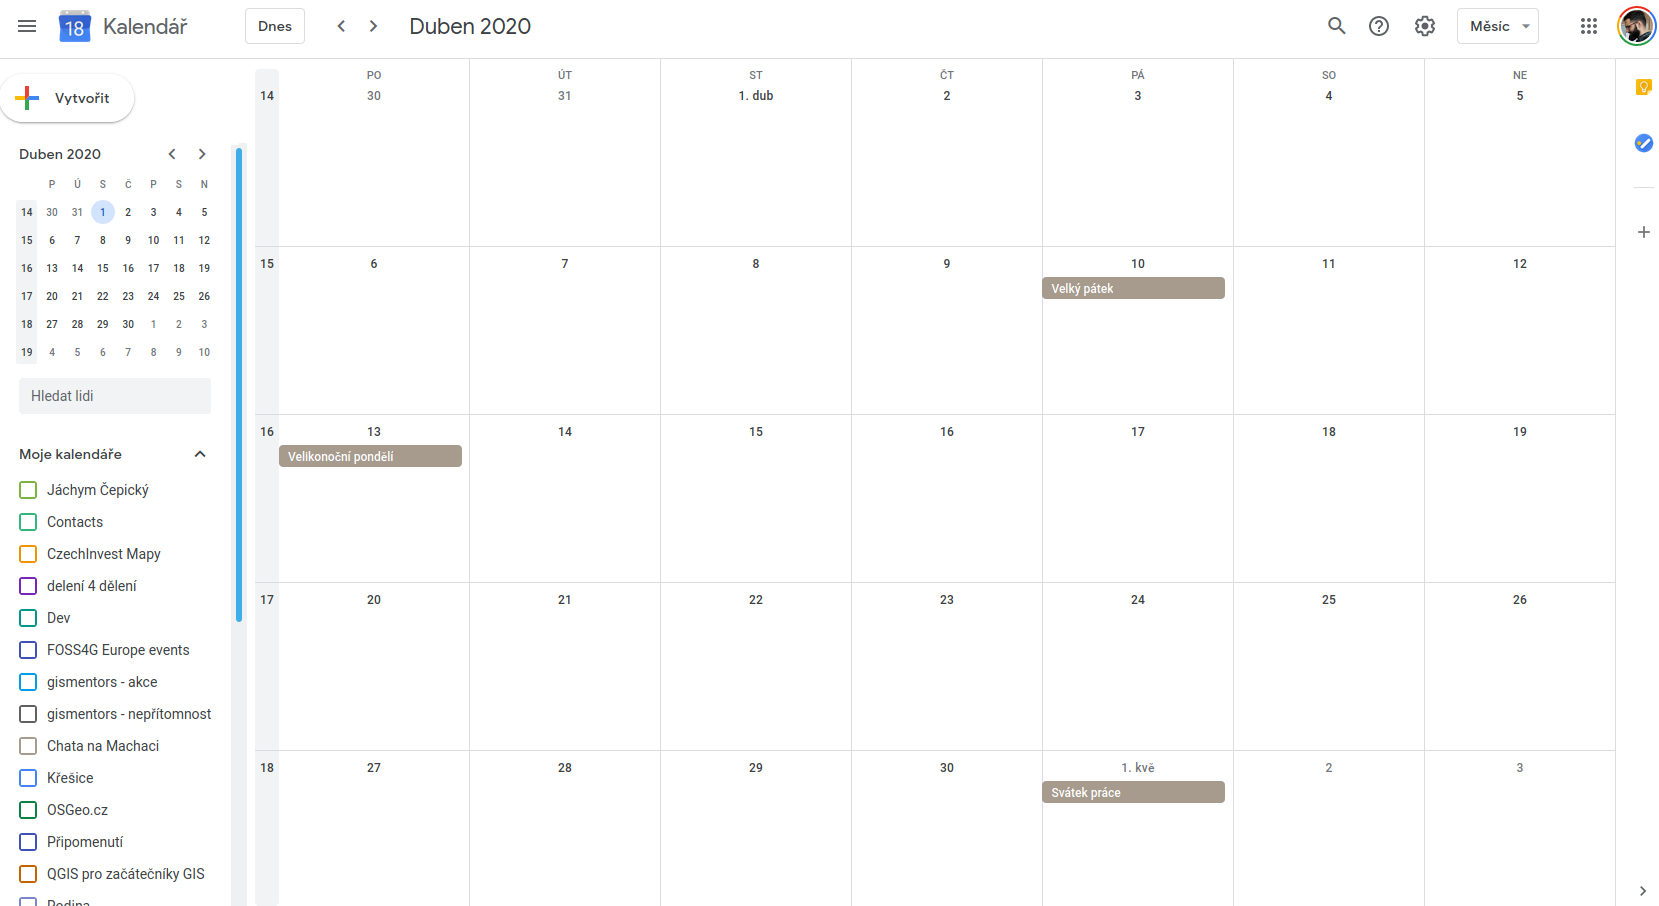 18 Kalendář Dnes Duben 2020 Měsíc
Vytvořit
Duben 2020
P Ú S Č P S N
14 30 31 1 2 3 4 5
15 6 7 8 9 10 11 12
16 13 14 15 16 17 18 19
17 20 21 22 23 24 25 26
18 27 28 29 30 1 2 3
19 4 5 6 7 8 9 10
Hledat lidi
Moje kalendáře
Jáchym Čepický
Contacts
CzechInvest Mapy
delení 4 dělení
Dev
FOSS4G Europe events
gismentors - akce
gismentors - nepřítomnost
Chata na Machaci
Křešice
OSGeo.cz
Připomenutí
QGIS pro začátečníky GIS
Rodina
PO ÚT ST ČT PÁ SO NE
14 30 31 1. dub 2 3 4 5
15 6 7 8 9 10 11 12
Velký pátek
16 13 14 15 16 17 18 19
Velikonoční pondělí
17 20 21 22 23 24 25 26
18 27 28 29 30 1. kvě 2 3
Svátek práce